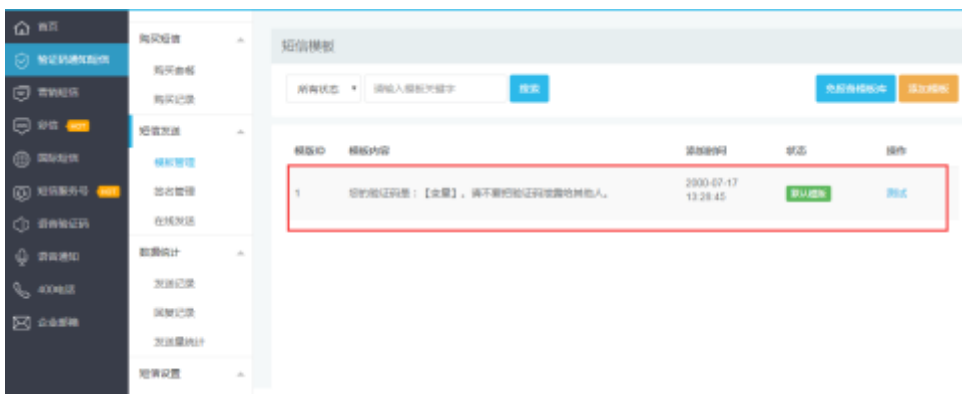 首页
验证码通知短信
营销短信
彩信 HOT
国际短信
短信服务号 HOT
语音验证码
语音通知
400电话
企业邮箱
购买短信
购买套餐
购买记录
短信发送
模板管理
签名管理
在线发送
数据统计
发送记录
回复记录
发送量统计
短信设置
短信模板
所有状态 请输入模板关键字 搜索 免报备模板库 添加模板
模版ID 模板内容 添加时间 状态 操作
1 您的验证码是:【变量】。请不要把验证码泄露给其他人。 2000-07-17 13:28:45 默认模板 测试